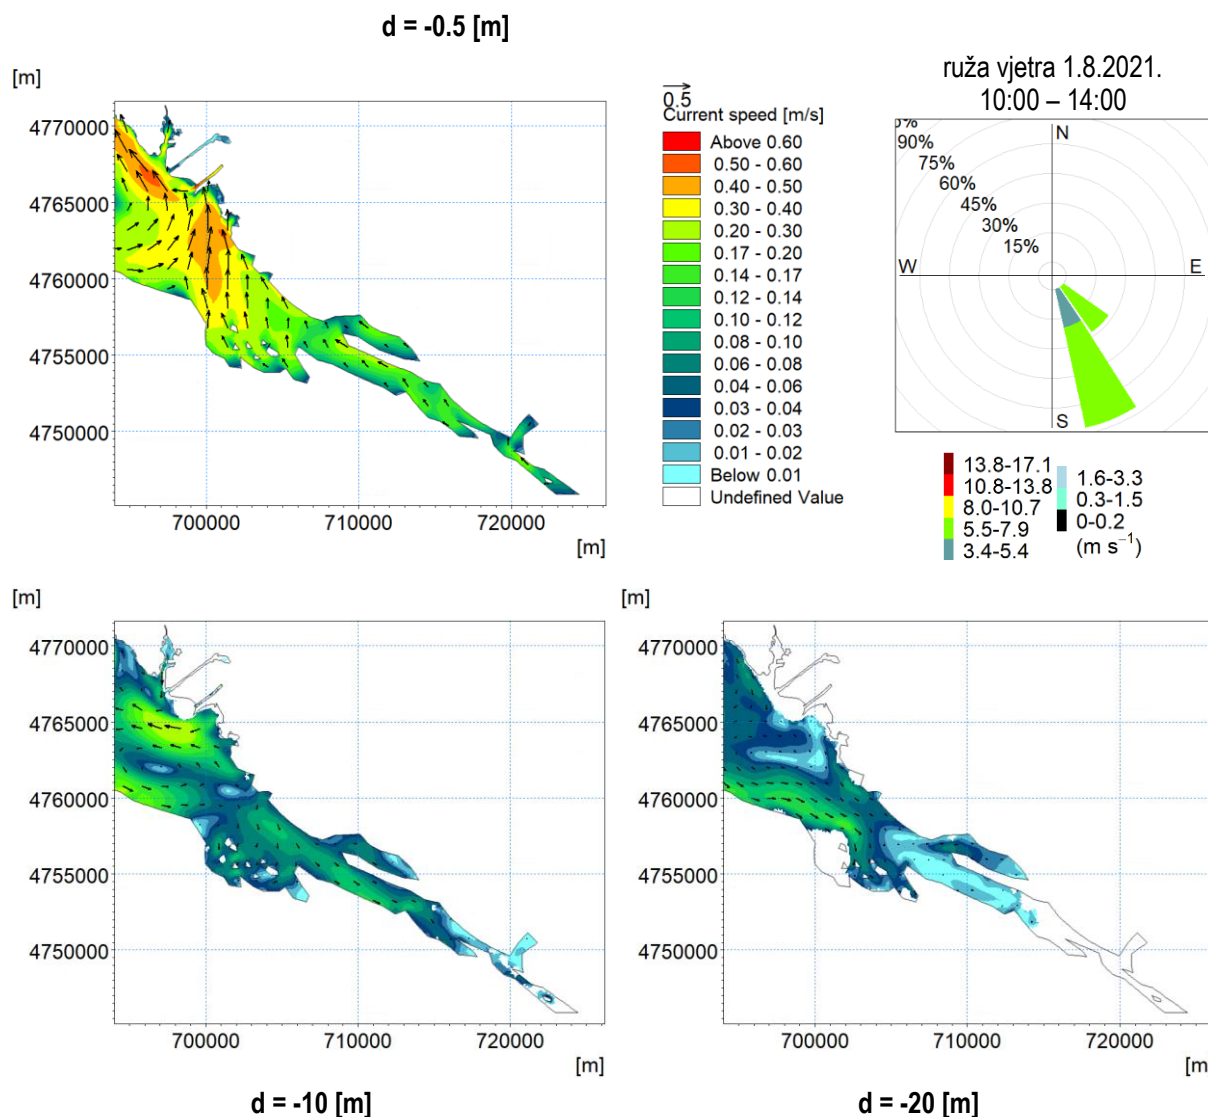 d = -0.5 [m]
[m]
4770000
4765000
4760000
4755000
4750000
700000 710000 720000
[m]
0.5
Current speed [m/s]
Above 0.60
0.50 - 0.60
0.40 - 0.50
0.30 - 0.40
0.20 - 0.30
0.17 - 0.20
0.14 - 0.17
0.12 - 0.14
0.10 - 0.12
0.08 - 0.10
0.06 - 0.08
0.04 - 0.06
0.03 - 0.04
0.02 - 0.03
0.01 - 0.02
Below 0.01
Undefined Value
ruža vjetra 1.8.2021.
10:00 – 14:00
N
90%
75%
60%
45%
30%
15%
W E
S
13.8-17.1
10.8-13.8
8.0-10.7
5.5-7.9
3.4-5.4
1.6-3.3
0.3-1.5
0-0.2
(m s⁻¹)
[m]
4770000
4765000
4760000
4755000
4750000
700000 710000 720000
[m]
d = -10 [m]
[m]
4770000
4765000
4760000
4755000
4750000
700000 710000 720000
[m]
d = -20 [m]